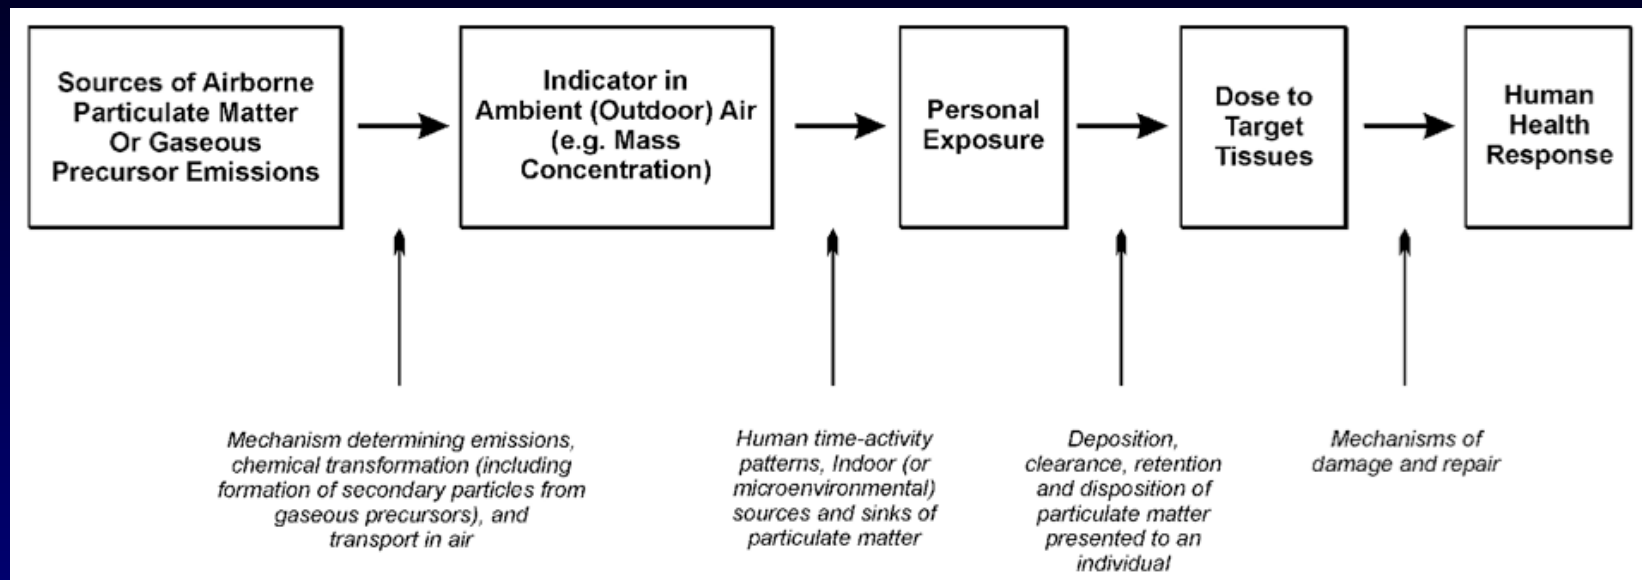 Sources of Airborne
Particulate Matter
Or Gaseous
Precursor Emissions
Indicator in
Ambient (Outdoor) Air
(e.g. Mass
Concentration)
Personal
Exposure
Dose to
Target
Tissues
Human
Health
Response
Mechanism determining emissions,
chemical transformation (including
formation of secondary particles from
gaseous precursors), and
transport in air
Human time-activity
patterns, Indoor (or
microenvironmental)
sources and sinks of
particulate matter
Deposition,
clearance, retention
and disposition of
particulate matter
presented to an
individual
Mechanisms of
damage and repair